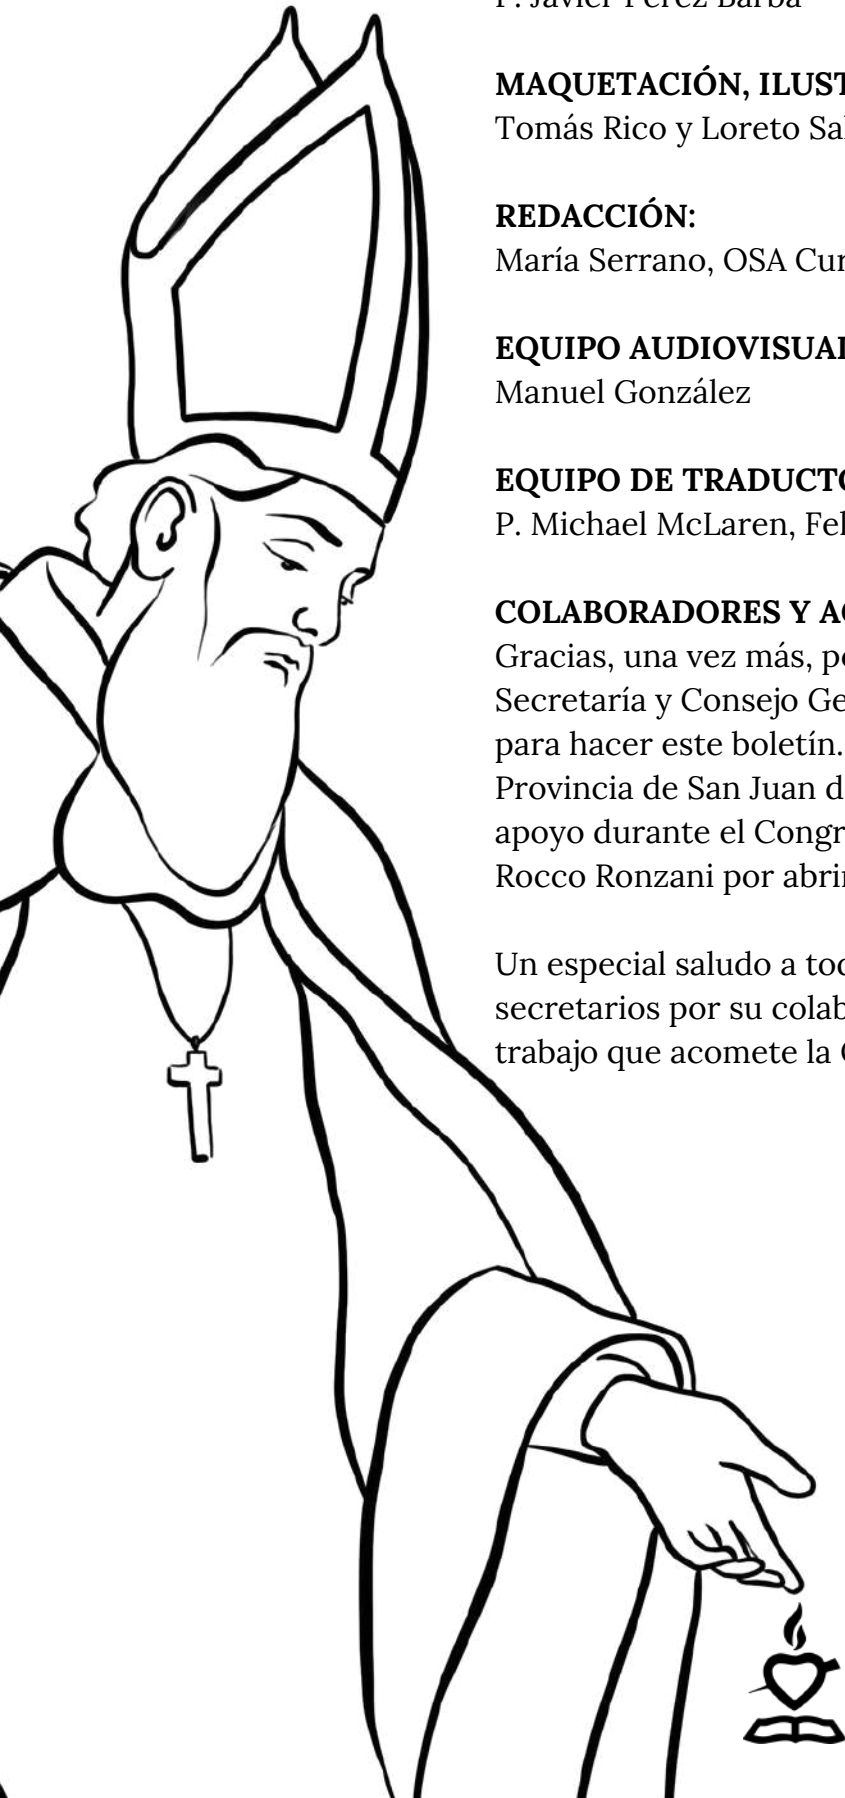 P. Javier Pérez Barba
MAQUETACIÓN, ILUST
Tomás Rico y Loreto Sal
REDACCIÓN:
María Serrano, OSA Cur
EQUIPO AUDIOVISUAL
Manuel González
EQUIPO DE TRADUCTO
P. Michael McLaren, Fel
COLABORADORES Y AG
Gracias, una vez más, po
Secretaría y Consejo Ge
para hacer este boletín.
Provincia de San Juan d
apoyo durante el Congr
Rocco Ronzani por abrir
Un especial saludo a tod
secretarios por su colab
trabajo que acomete la